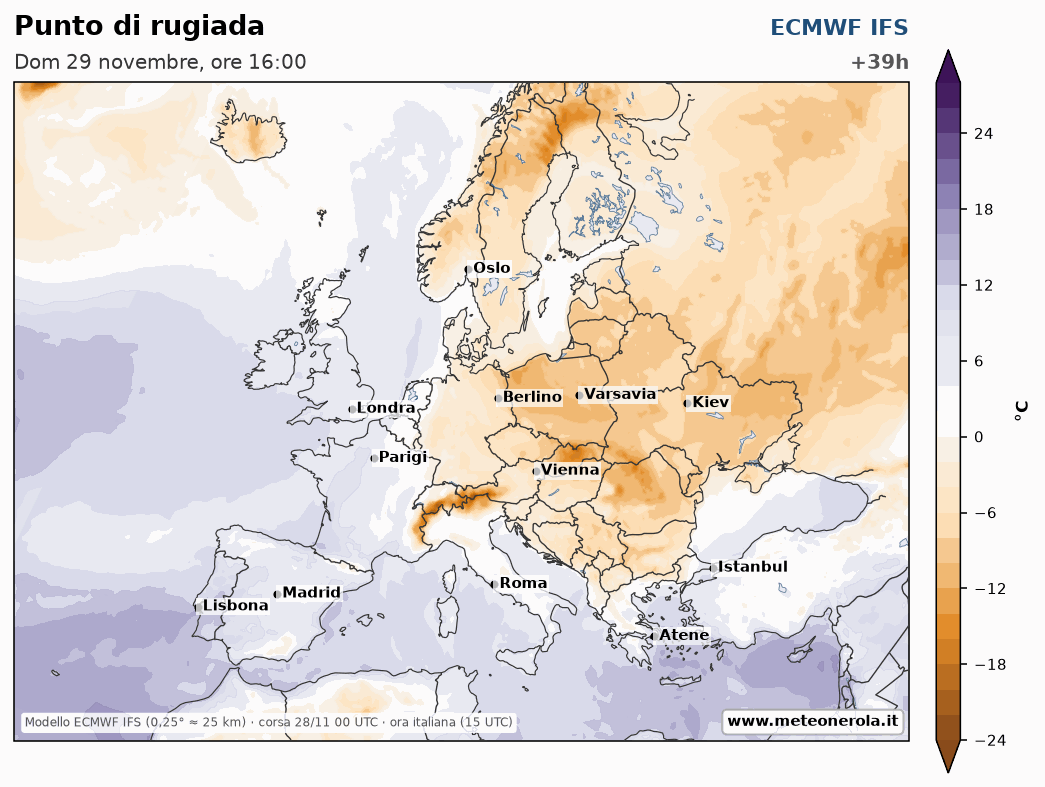 Punto di rugiada
ECMWF IFS
Dom 29 novembre, ore 16:00
+39h
Oslo
Berlino
Varsavia
Kiev
Londra
Parigi
Vienna
Istanbul
Roma
Madrid
Lisbona
Atene
24
18
12
6
0
−6
−12
−18
−24
°C
Modello ECMWF IFS (0,25° ≈ 25 km) · corsa 28/11 00 UTC · ora italiana (15 UTC)
www.meteonerola.it